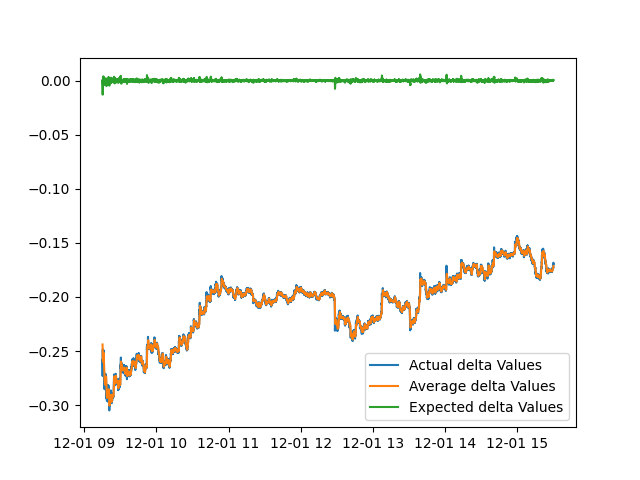 0.00
−0.05
−0.10
−0.15
−0.20
−0.25
−0.30
Actual delta Values
Average delta Values
Expected delta Values
12-01 09 12-01 10 12-01 11 12-01 12 12-01 13 12-01 14 12-01 15